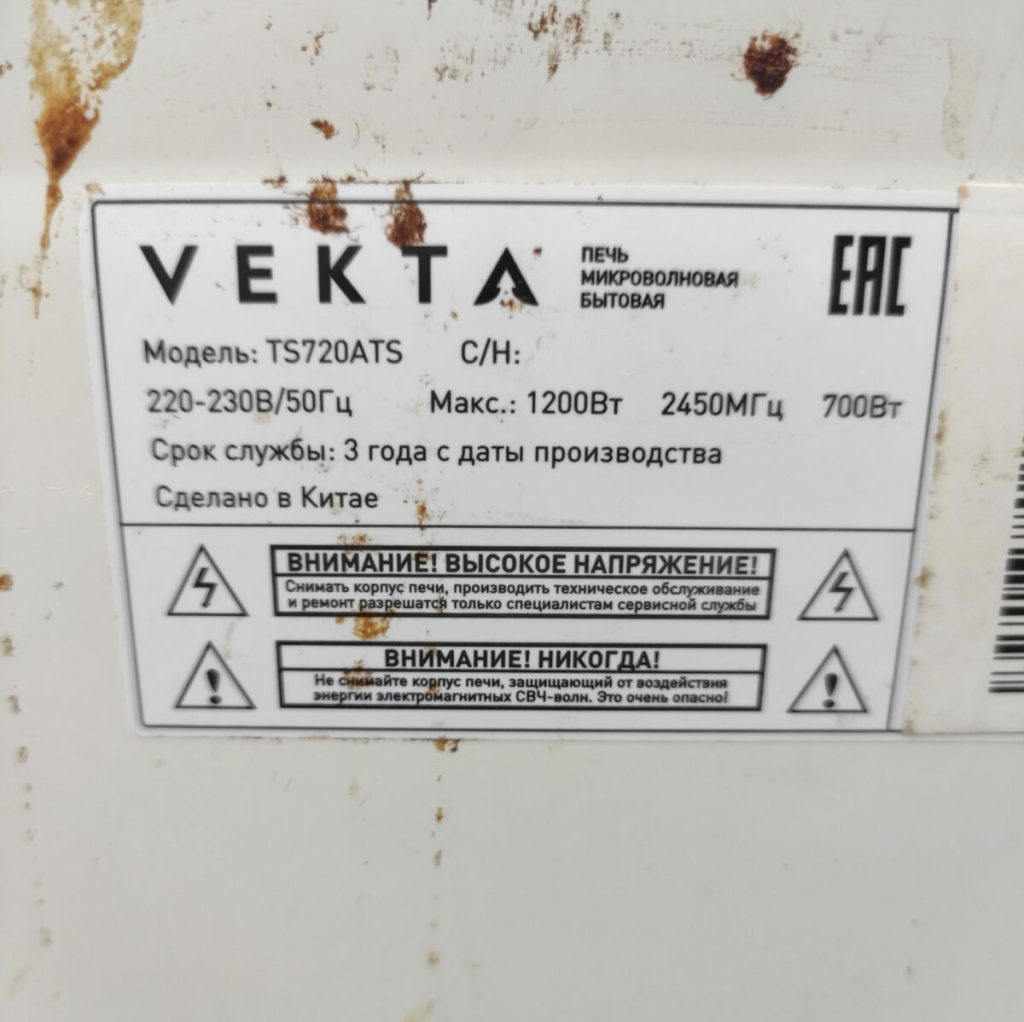 VEKTA
ПЕЧЬ
МИКРОВОЛНОВАЯ
БЫТОВАЯ
EAC
Модель: TS720ATS С/Н:
220-230В/50Гц Макс.: 1200Вт 2450МГц 700Вт
Срок службы: 3 года с даты производства
Сделано в Китае
ВНИМАНИЕ! ВЫСОКОЕ НАПРЯЖЕНИЕ!
Снимать корпус печи, производить техническое обслуживание
и ремонт разрешатся только специалистам сервисной службы
ВНИМАНИЕ! НИКОГДА!
Не снимайте корпус печи, защищающий от воздействия
энергии электромагнитных СВЧ-волн. Это очень опасно!